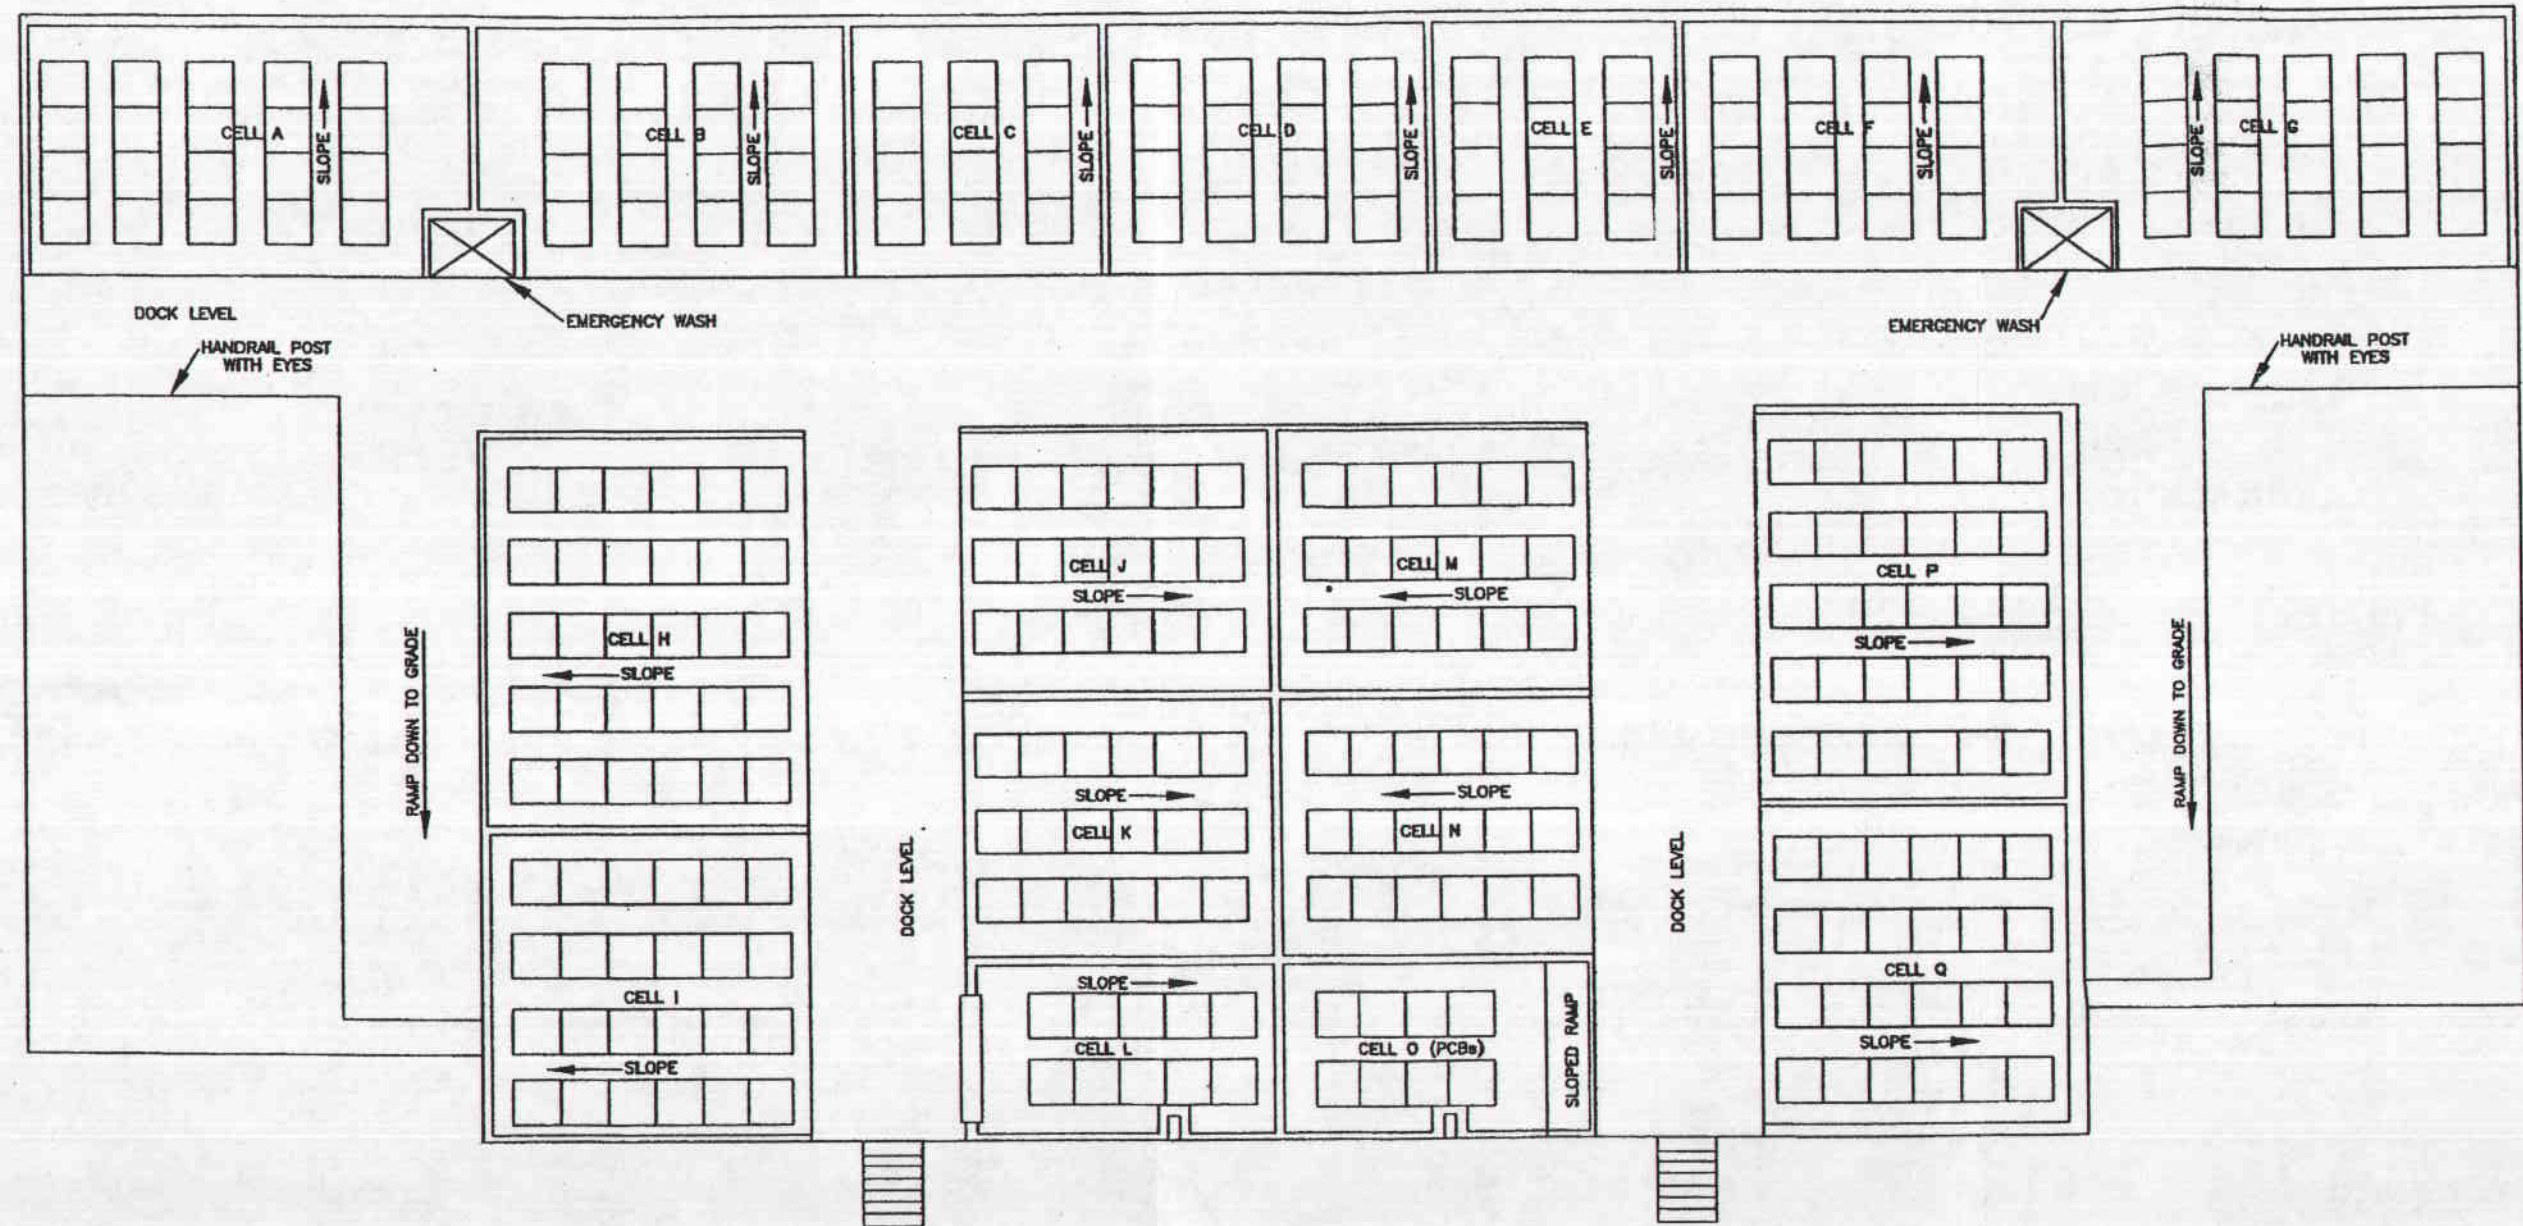 CELL A
SLOPE
CELL B
SLOPE
CELL C
SLOPE
CELL D
SLOPE
CELL E
SLOPE
CELL F
SLOPE
SLOPE
CELL G
DOCK LEVEL
EMERGENCY WASH
EMERGENCY WASH
HANDRAIL POST
WITH EYES
HANDRAIL POST
WITH EYES
RAMP DOWN TO GRADE
CELL H
SLOPE
CELL I
SLOPE
DOCK LEVEL
CELL J
SLOPE
CELL M
SLOPE
SLOPE
CELL K
SLOPE
CELL N
SLOPE
CELL L
CELL O (PCBs)
SLOPED RAMP
DOCK LEVEL
CELL P
SLOPE
CELL Q
SLOPE
RAMP DOWN TO GRADE